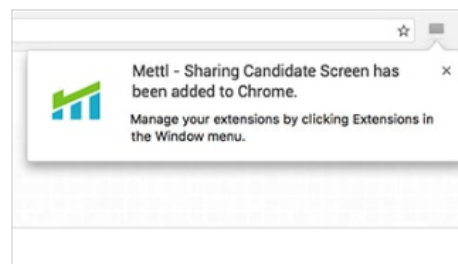 Mettl - Sharing Candidate Screen has
been added to Chrome.
Manage your extensions by clicking Extensions in
the Window menu.